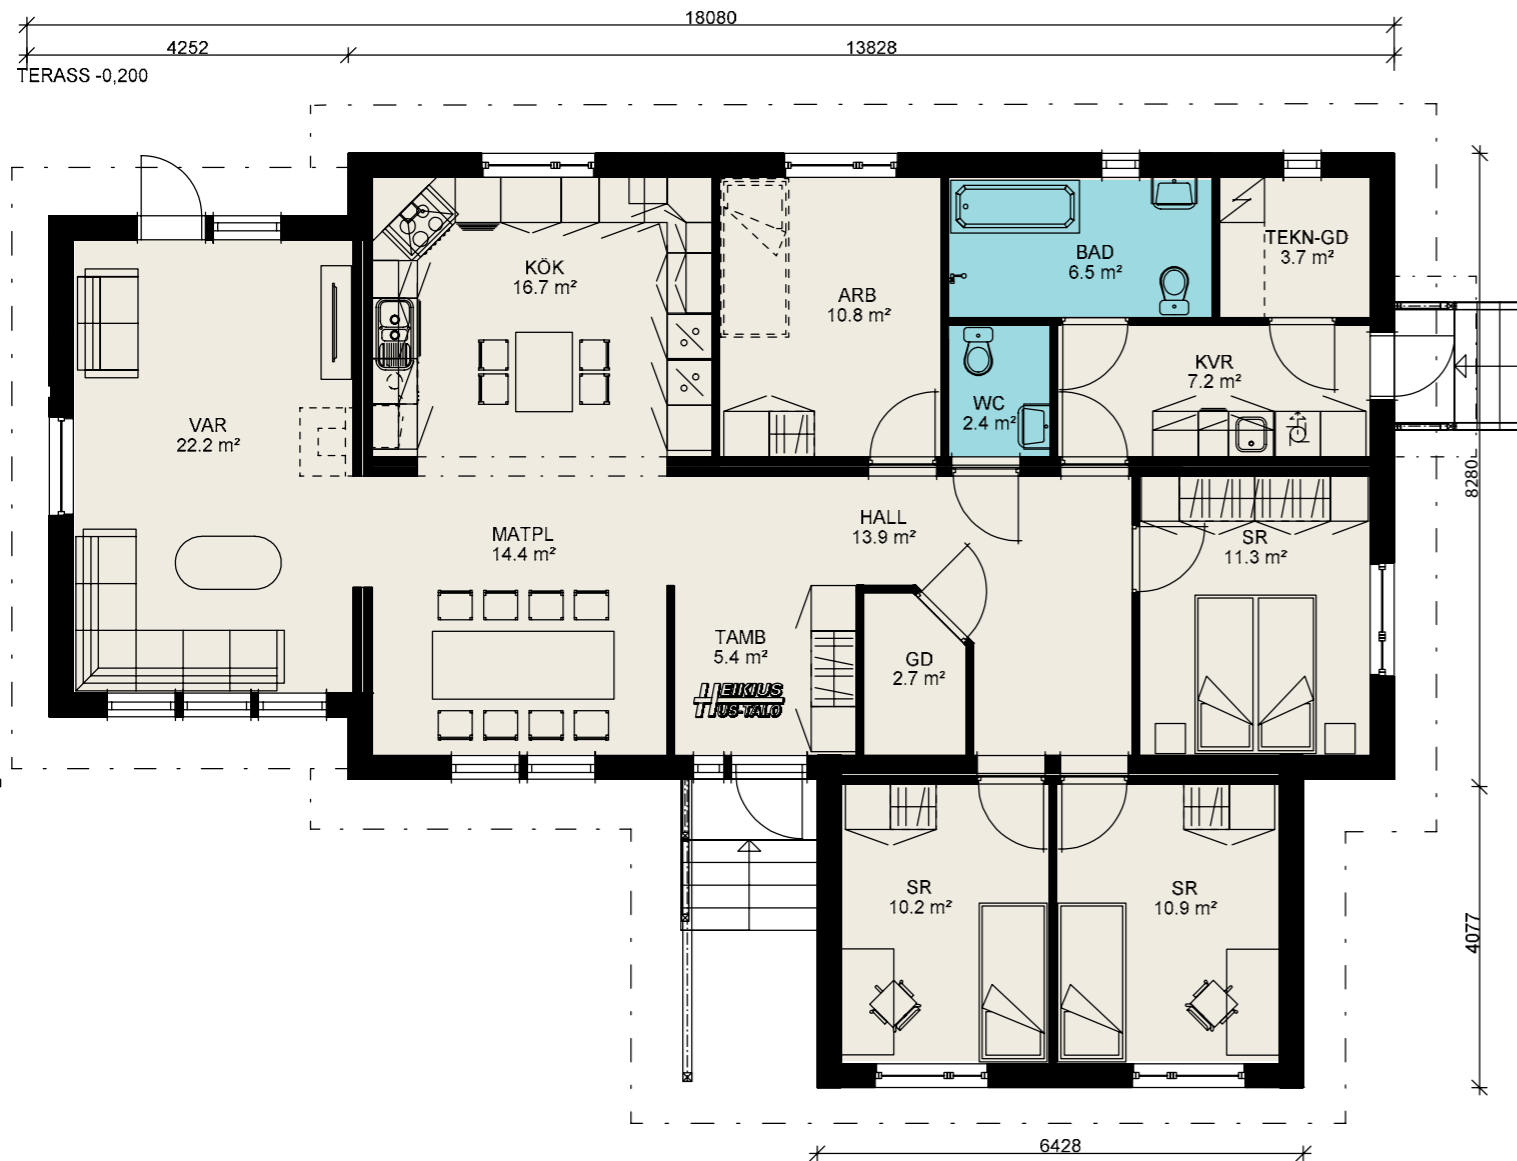 18080
4252
13828
TERASS -0,200
KÖK
16.7 m²
ARB
10.8 m²
BAD
6.5 m²
TEKN-GD
3.7 m²
VAR
22.2 m²
WC
2.4 m²
KVR
7.2 m²
8280
MATPL
14.4 m²
HALL
13.9 m²
SR
11.3 m²
TAMB
5.4 m²
GD
2.7 m²
HEIKIUS
HUS-TALO
SR
10.2 m²
SR
10.9 m²
4077
6428